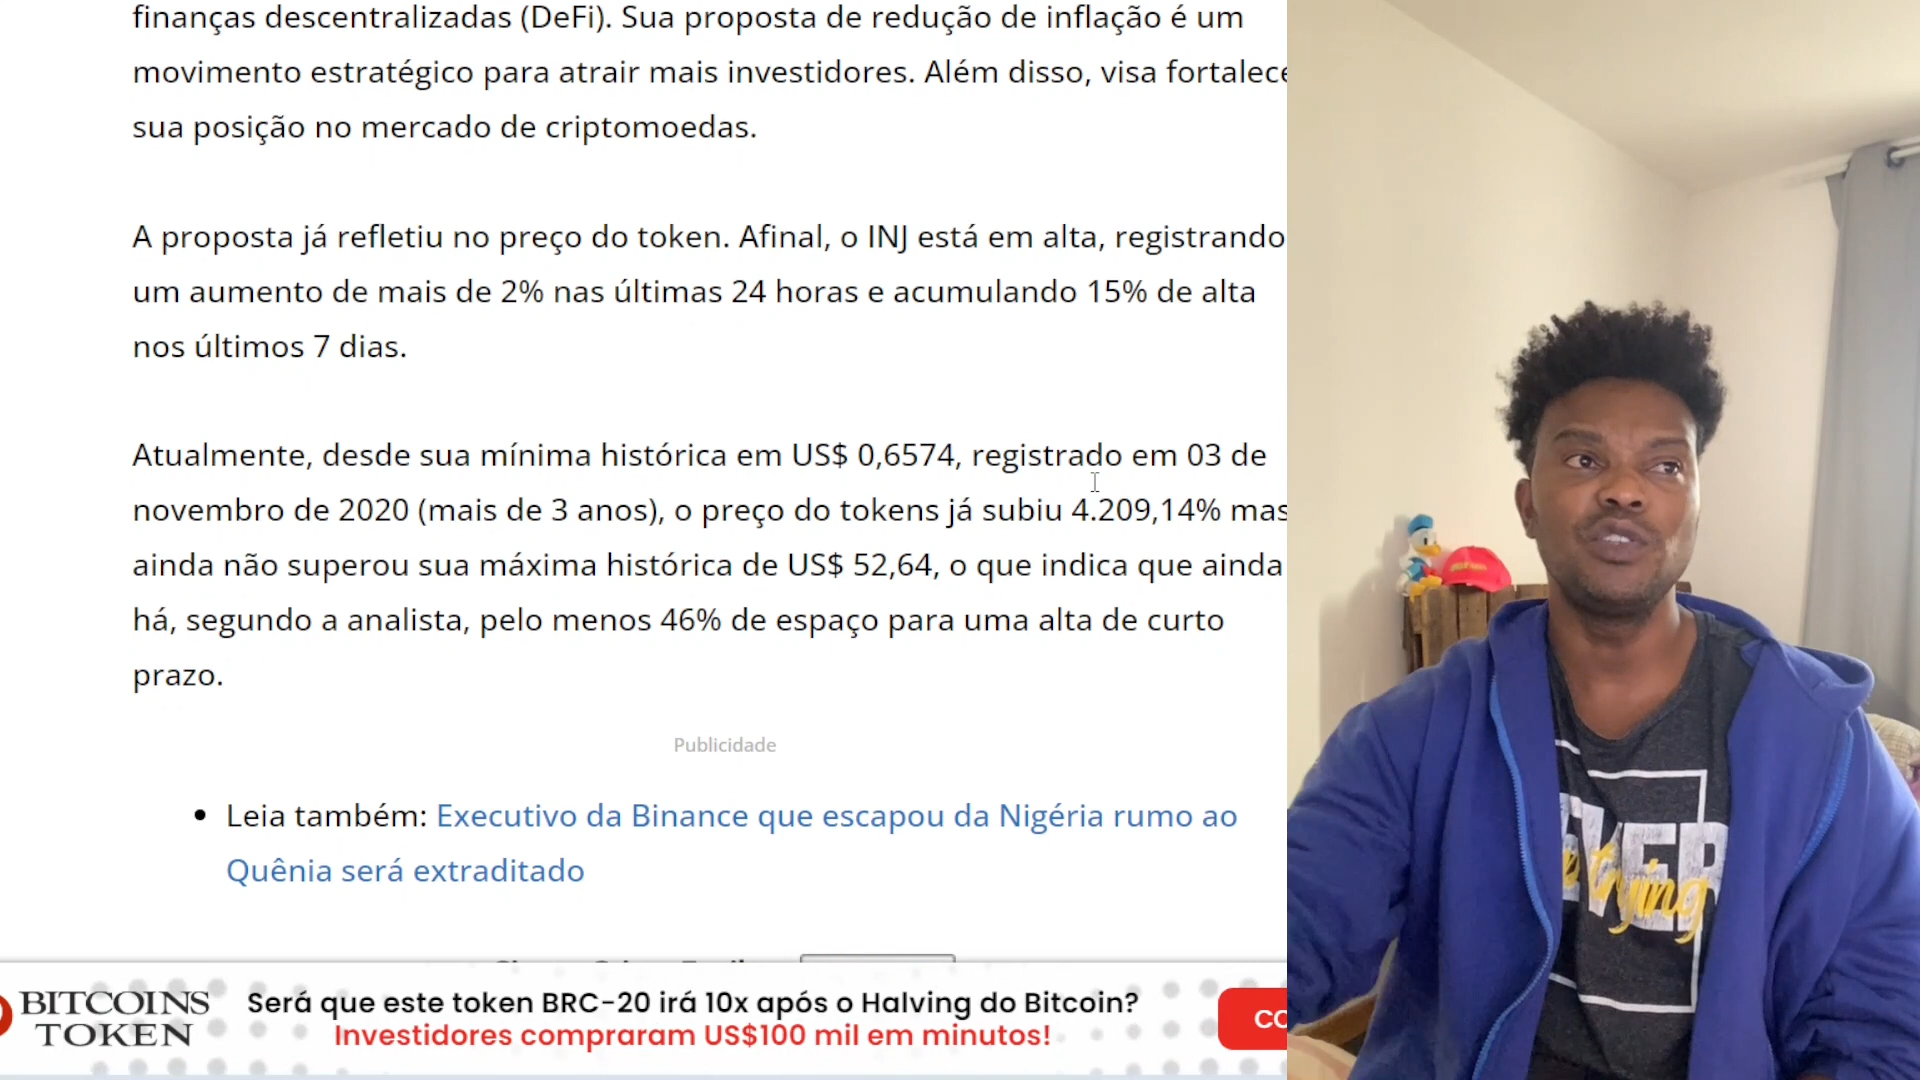 finanças descentralizadas (DeFi). Sua proposta de redução de inflação é um
movimento estratégico para atrair mais investidores. Além disso, visa fortalece
sua posição no mercado de criptomoedas.
A proposta já refletiu no preço do token. Afinal, o INJ está em alta, registrando
um aumento de mais de 2% nas últimas 24 horas e acumulando 15% de alta
nos últimos 7 dias.
Atualmente, desde sua mínima histórica em US$ 0,6574, registrado em 03 de
novembro de 2020 (mais de 3 anos), o preço do tokens já subiu 4.209,14% mas
ainda não superou sua máxima histórica de US$ 52,64, o que indica que ainda
há, segundo a analista, pelo menos 46% de espaço para uma alta de curto
prazo.
Publicidade
• Leia também: Executivo da Binance que escapou da Nigéria rumo ao
Quênia será extraditado
BITCOINS
TOKEN
Será que este token BRC-20 irá 10x após o Halving do Bitcoin?
Investidores compraram US$100 mil em minutos!
CO
EVER
trying